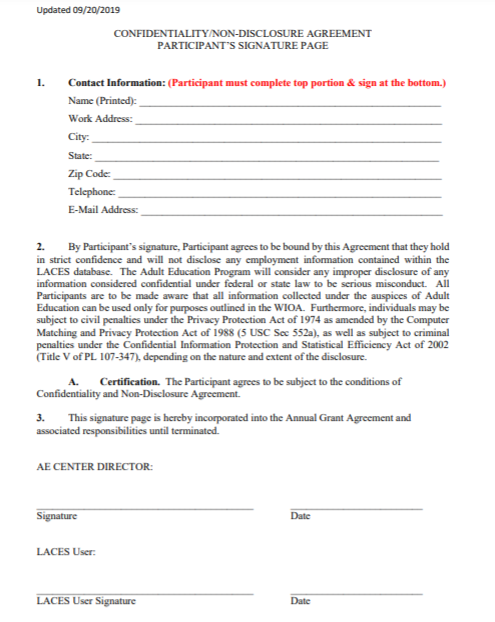 Updated 09/20/2019
CONFIDENTIALITY/NON-DISCLOSURE AGREEMENT
PARTICIPANT'S SIGNATURE PAGE
1. Contact Information: (Participant must complete top portion & sign at the bottom.)
Name (Printed):
Work Address:
City:
State:
Zip Code:
Telephone:
E-Mail Address:
2. By Participant's signature, Participant agrees to be bound by this Agreement that they hold
in strict confidence and will not disclose any employment information contained within the
LACES database. The Adult Education Program will consider any improper disclosure of any
information considered confidential under federal or state law to be serious misconduct. All
Participants are to be made aware that all information collected under the auspices of Adult
Education can be used only for purposes outlined in the WIOA. Furthermore, individuals may be
subject to civil penalties under the Privacy Protection Act of 1974 as amended by the Computer
Matching and Privacy Protection Act of 1988 (5 USC Sec 552a), as well as subject to criminal
penalties under the Confidential Information Protection and Statistical Efficiency Act of 2002
(Title V of PL 107-347), depending on the nature and extent of the disclosure.
A. Certification. The Participant agrees to be subject to the conditions of
Confidentiality and Non-Disclosure Agreement.
3. This signature page is hereby incorporated into the Annual Grant Agreement and
associated responsibilities until terminated.
AE CENTER DIRECTOR:
Signature Date
LACES User:
LACES User Signature Date